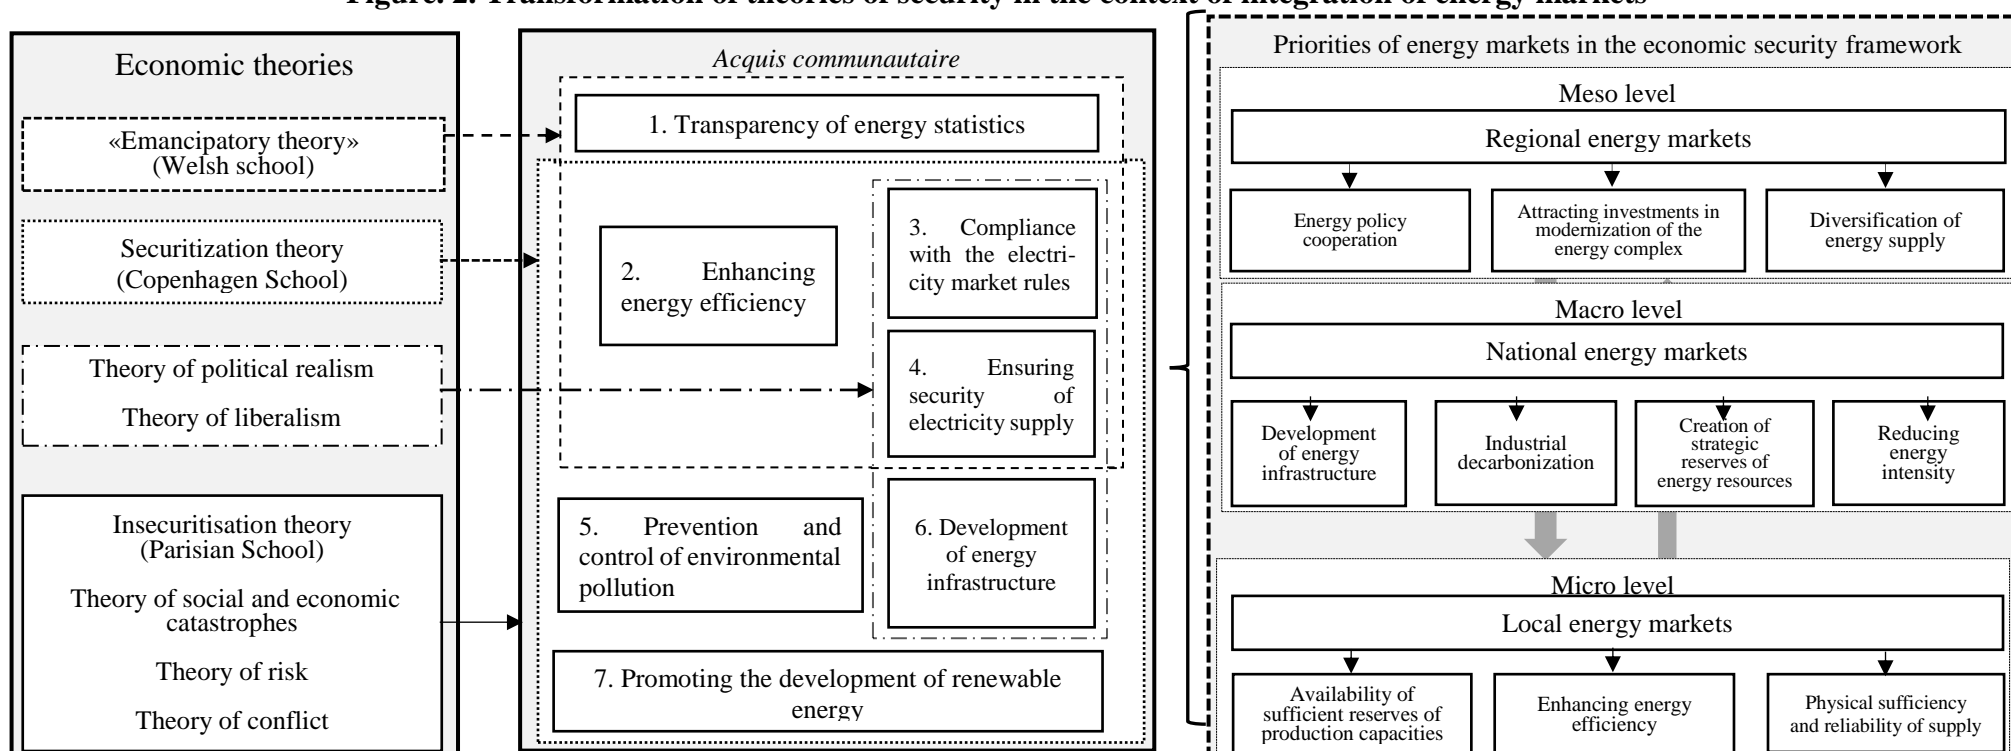 Figure. 2. Transformation of theories of security in the context of integration of energy markets
Economic theories
«Emancipatory theory»
(Welsh school)
Securitization theory
(Copenhagen School)
Theory of political realism
Theory of liberalism
Insecuritisation theory
(Parisian School)
Theory of social and economic
catastrophes
Theory of risk
Theory of conflict
Acquis communautaire
1. Transparency of energy statistics
2. Enhancing
energy efficiency
3. Compliance
with the electri-
city market rules
4. Ensuring
security of
electricity supply
5. Prevention and
control of environmental
pollution
6. Development
of energy
infrastructure
7. Promoting the development of renewable
energy
Priorities of energy markets in the economic security framework
Meso level
Regional energy markets
Energy policy
cooperation
Attracting investments in
modernization of the
energy complex
Diversification of
energy supply
Macro level
National energy markets
Development
of energy
infrastructure
Industrial
decarbonization
Creation of
strategic
reserves of
energy resources
Reducing
energy
intensity
Micro level
Local energy markets
Availability of
sufficient reserves of
production capacities
Enhancing energy
efficiency
Physical sufficiency
and reliability of supply